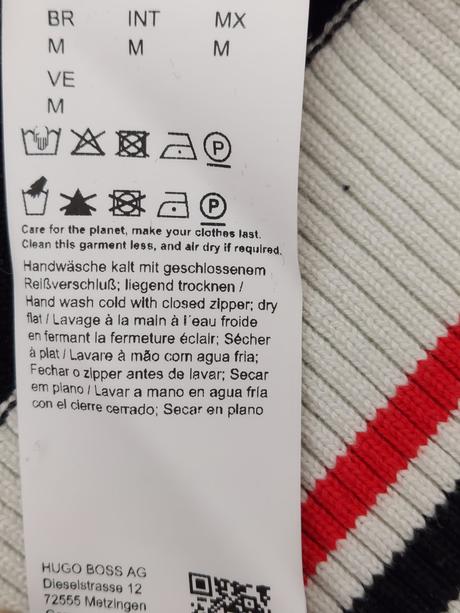 BR INT MX
M M M
VE
M
P
P
Care for the planet, make your clothes last.
Clean this garment less, and air dry if required.
Handwäsche kalt mit geschlossenem
Reißverschluß; liegend trocknen /
Hand wash cold with closed zipper; dry
flat / Lavage à la main à l´eau froide
en fermant la fermeture éclair; Sécher
à plat / Lavare à mão com agua fria;
Fechar o zipper antes de lavar; Secar
em plano / Lavar a mano en agua fría
con el cierre cerrado; Secar en plano
HUGO BOSS AG
Dieselstrasse 12
72555 Metzingen